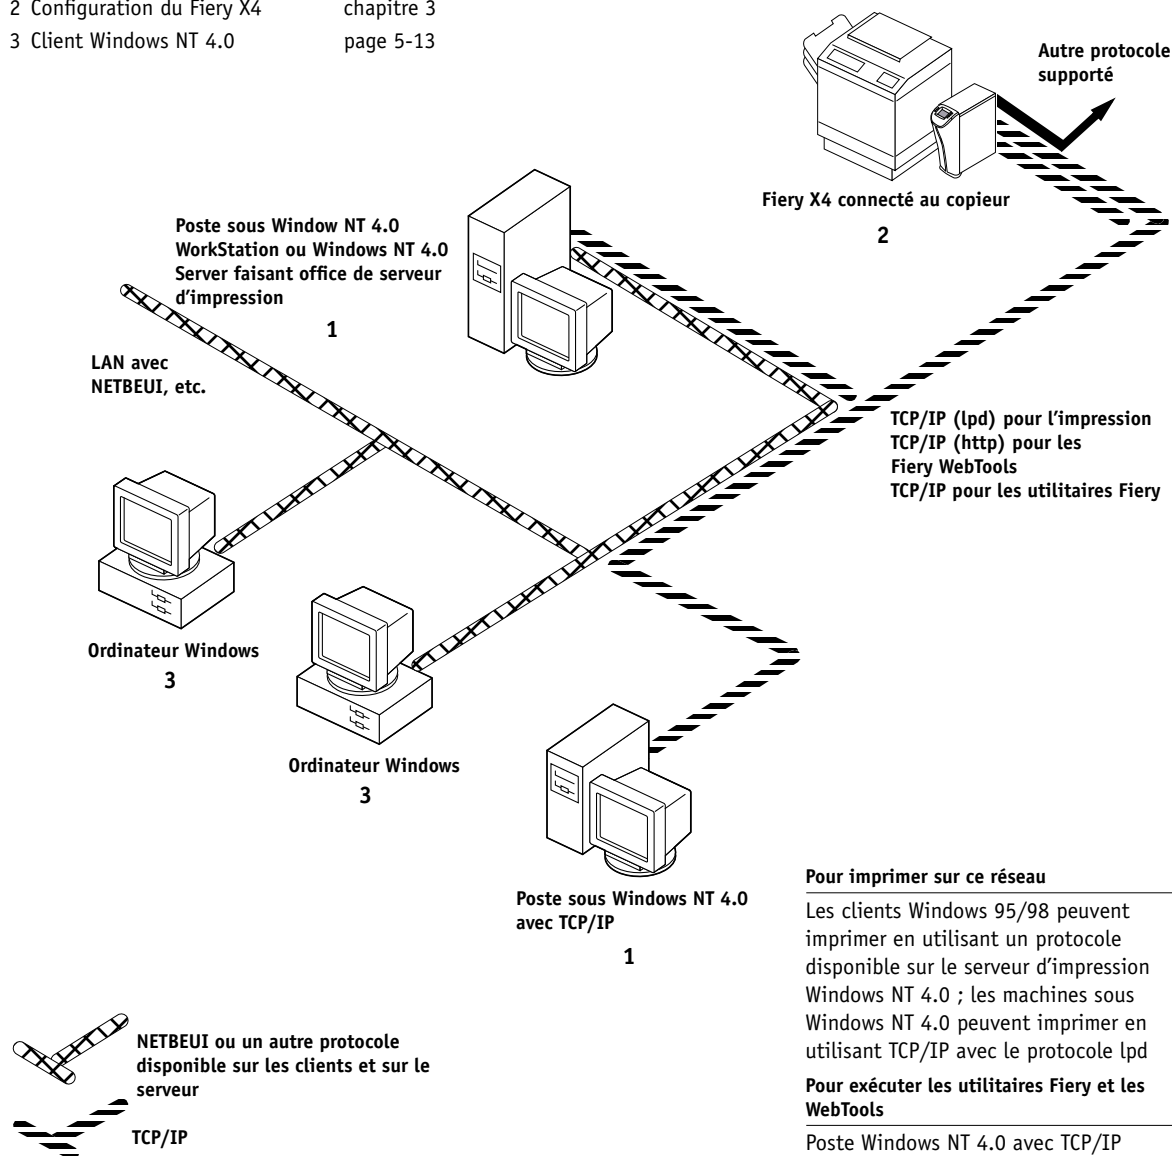 2 Configuration du Fiery X4 chapitre 3
3 Client Windows NT 4.0 page 5-13
Autre protocole
supporté
Fiery X4 connecté au copieur
2
Poste sous Window NT 4.0
WorkStation ou Windows NT 4.0
Server faisant office de serveur
d’impression
1
LAN avec
NETBEUI, etc.
TCP/IP (lpd) pour l’impression
TCP/IP (http) pour les
Fiery WebTools
TCP/IP pour les utilitaires Fiery
Ordinateur Windows
3
Ordinateur Windows
3
Poste sous Windows NT 4.0
avec TCP/IP
1
Pour imprimer sur ce réseau
Les clients Windows 95/98 peuvent
imprimer en utilisant un protocole
disponible sur le serveur d’impression
Windows NT 4.0 ; les machines sous
Windows NT 4.0 peuvent imprimer en
utilisant TCP/IP avec le protocole lpd
Pour exécuter les utilitaires Fiery et les
WebTools
Poste Windows NT 4.0 avec TCP/IP
NETBEUI ou un autre protocole
disponible sur les clients et sur le
serveur
TCP/IP